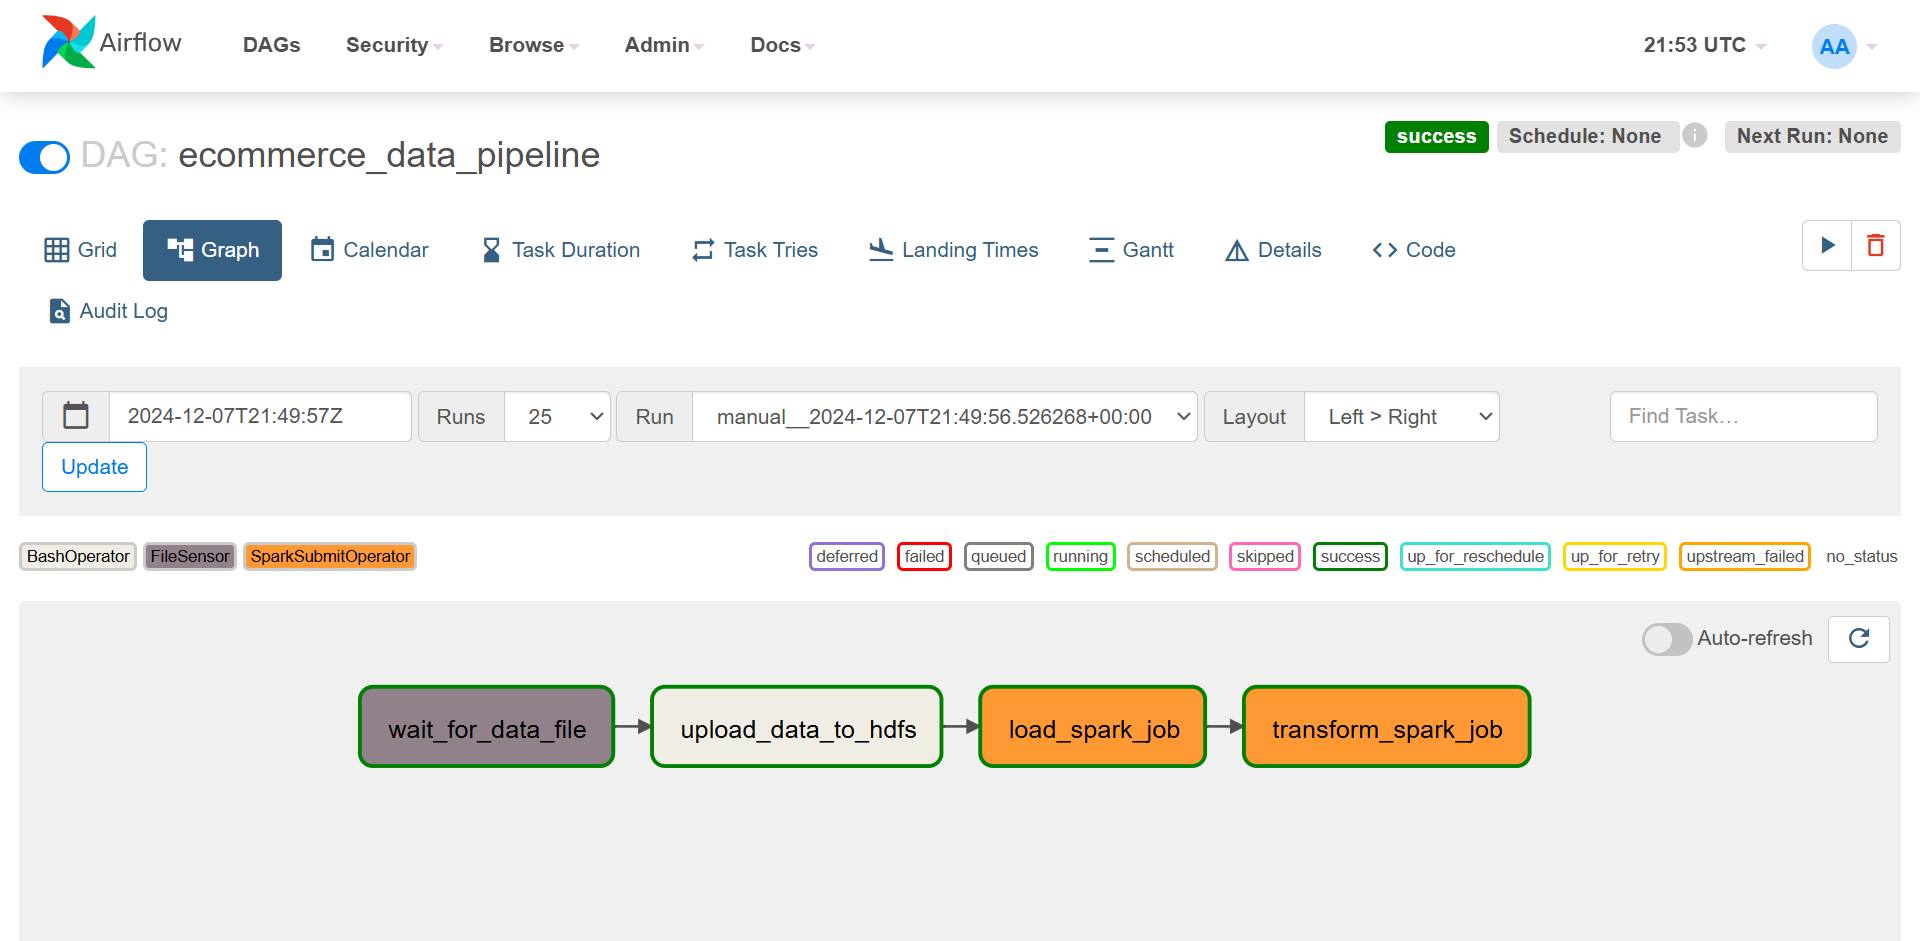 Airflow
DAGs
Security
Browse
Admin
Docs
21:53 UTC
AA
DAG: ecommerce_data_pipeline
success
Schedule: None
Next Run: None
Grid
Graph
Calendar
Task Duration
Task Tries
Landing Times
Gantt
Details
Code
Audit Log
2024-12-07T21:49:57Z
Runs
25
Run
manual__2024-12-07T21:49:56.526268+00:00
Layout
Left > Right
Find Task…
Update
BashOperator
FileSensor
SparkSubmitOperator
deferred
failed
queued
running
scheduled
skipped
success
up_for_reschedule
up_for_retry
upstream_failed
no_status
Auto-refresh
wait_for_data_file
upload_data_to_hdfs
load_spark_job
transform_spark_job